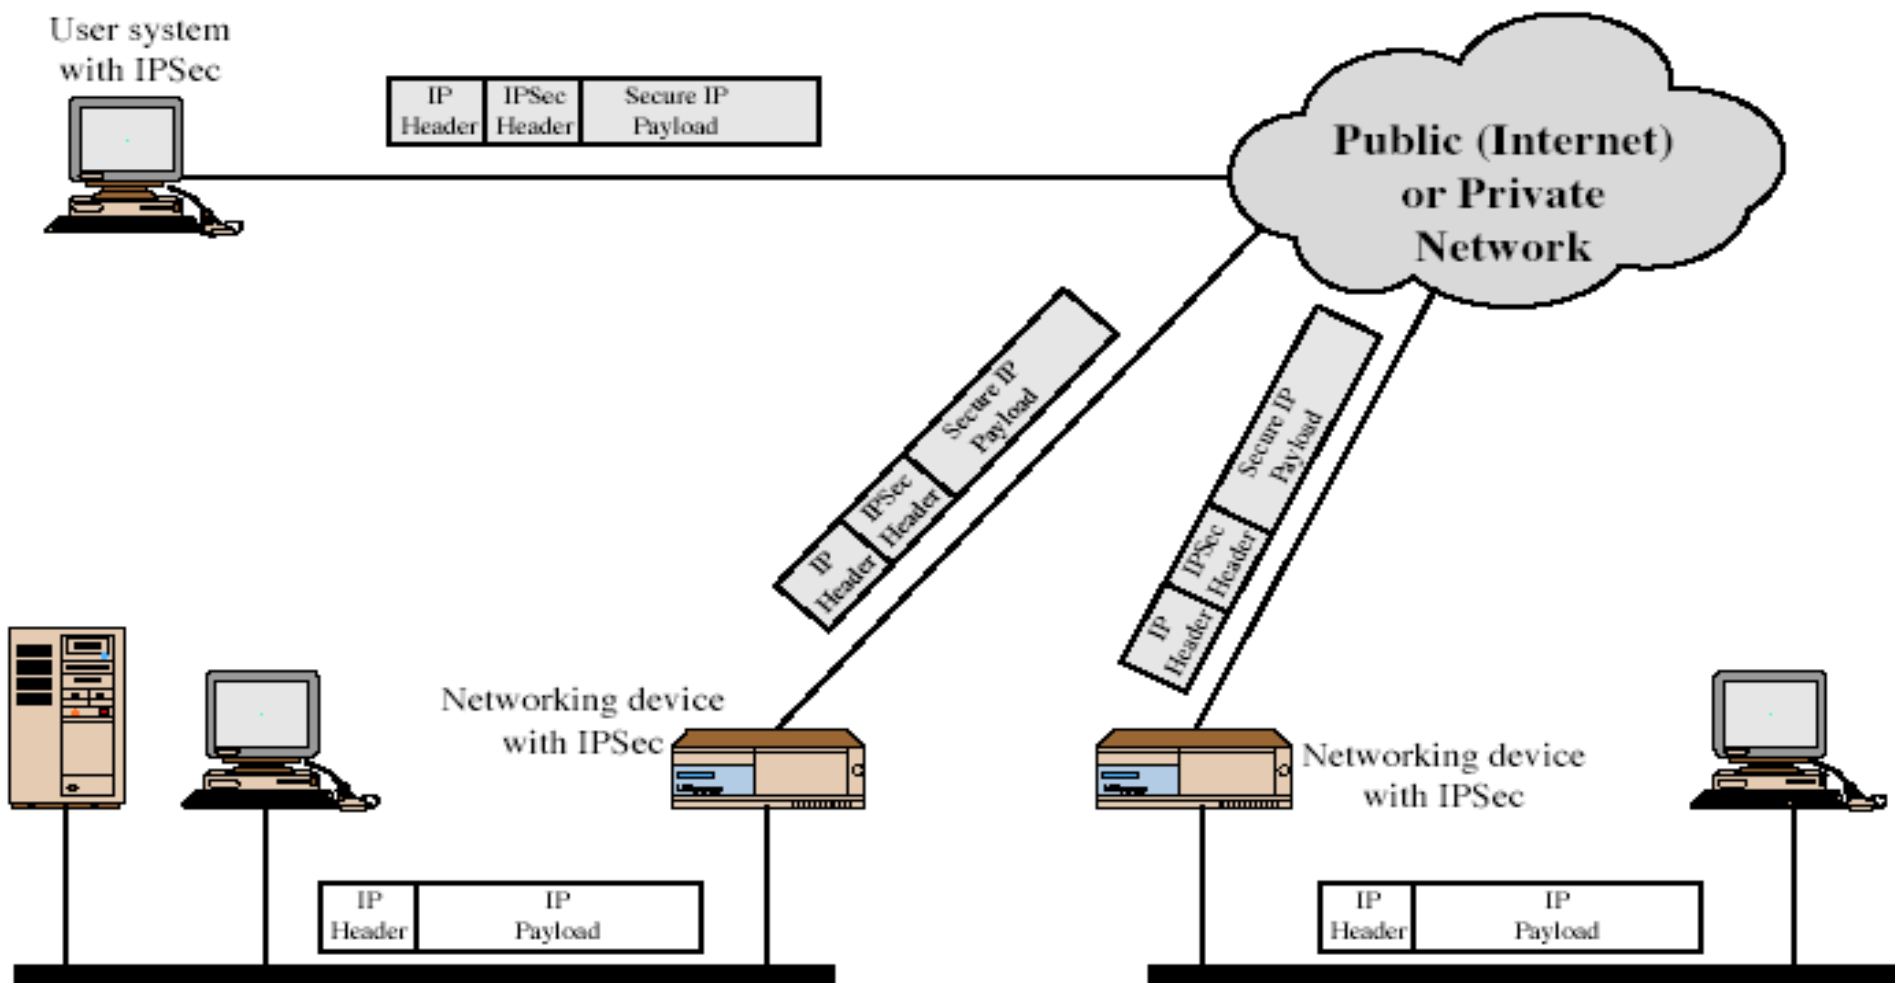 User system
with IPSec
IP
Header
IPSec
Header
Secure IP
Payload
Public (Internet)
or Private
Network
IP
Header
IPSec
Header
Secure IP
Payload
IP
Header
IPSec
Header
Secure IP
Payload
Networking device
with IPSec
Networking device
with IPSec
IP
Header
IP
Payload
IP
Header
IP
Payload